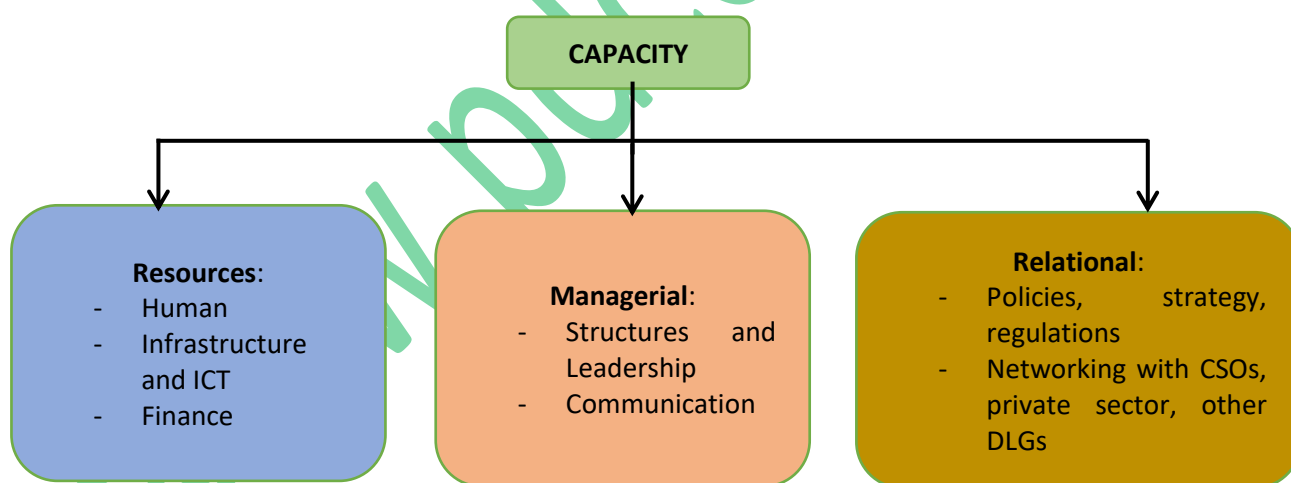 CAPACITY
Resources:
- Human
- Infrastructure
and ICT
- Finance
Managerial:
- Structures and
Leadership
- Communication
Relational:
- Policies, strategy,
regulations
- Networking with CSOs,
private sector, other
DLGs